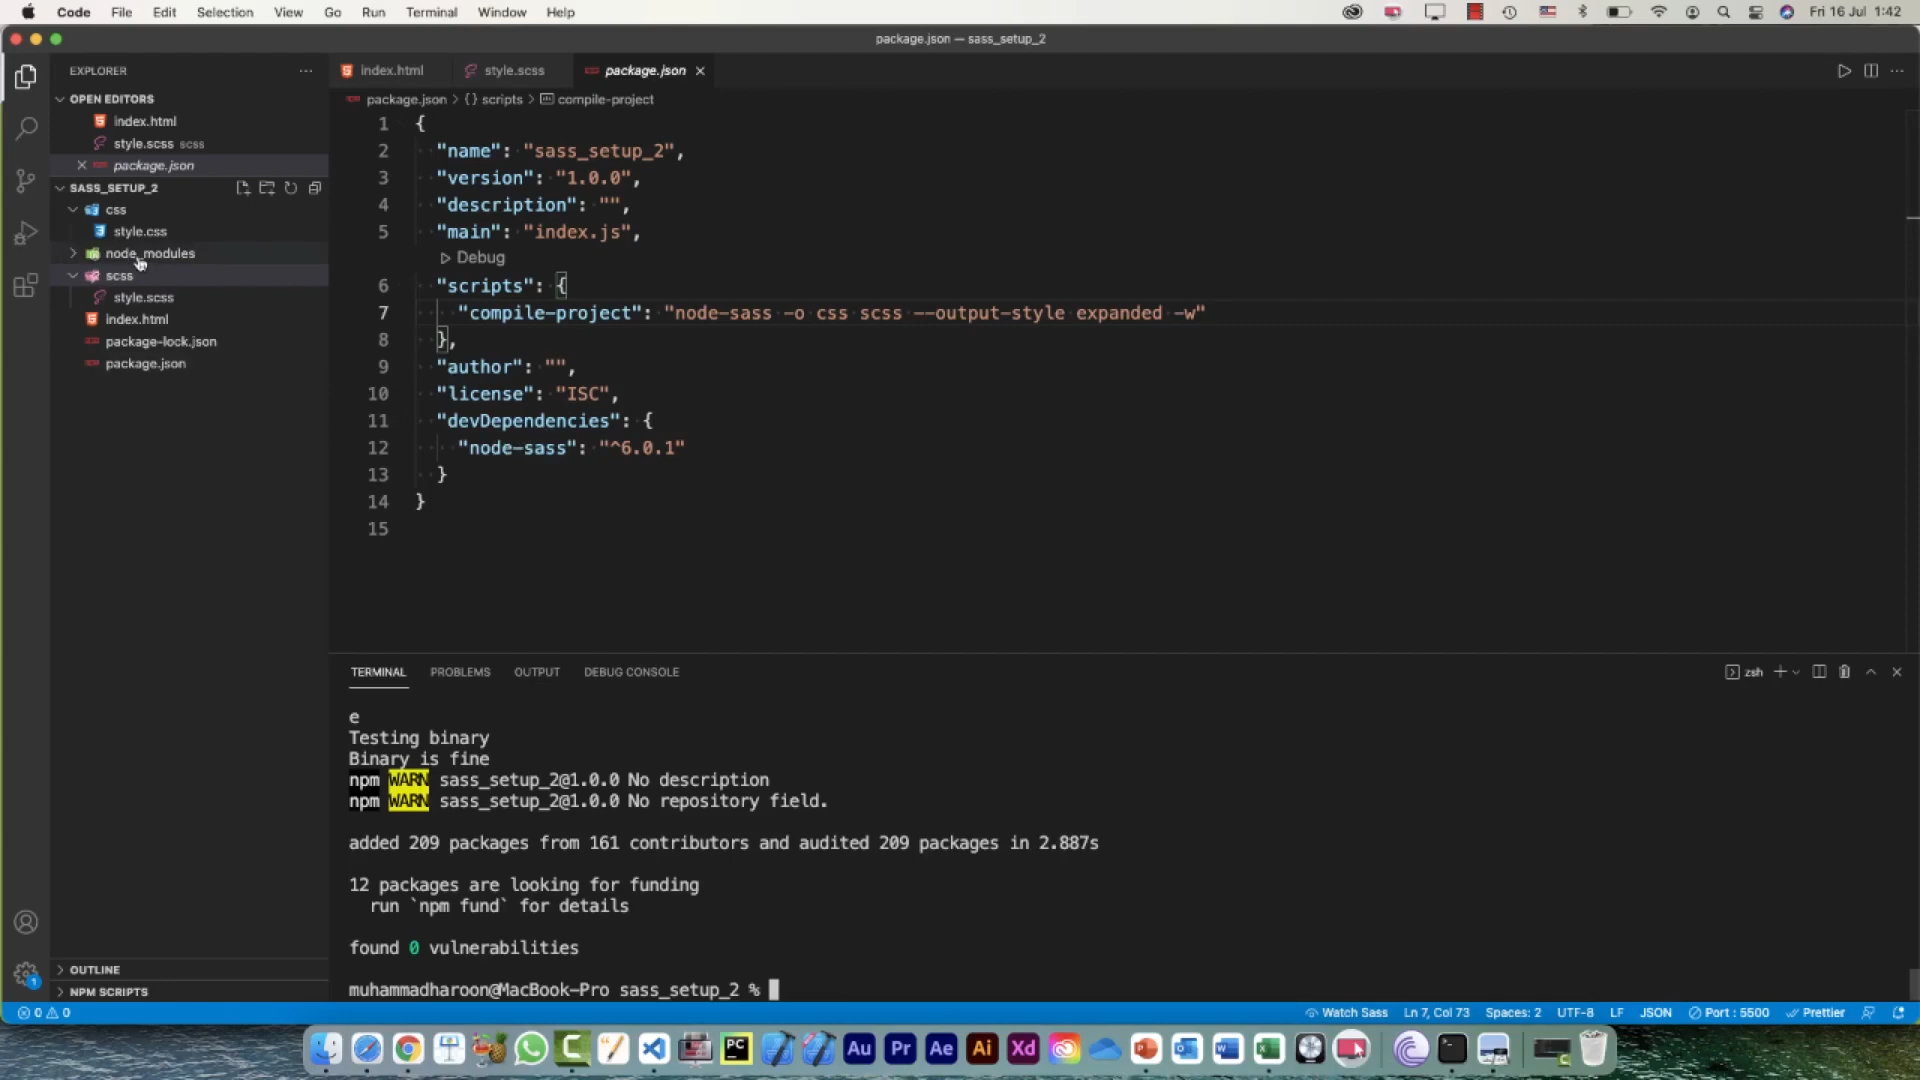 Code File Edit Selection View Go Run Terminal Window Help Fri 16 Jul 1:42
package.json — sass_setup_2
EXPLORER
index.html style.scss package.json
OPEN EDITORS
index.html
style.scss scss
package.json
SASS_SETUP_2
css
style.css
node_modules
scss
style.scss
index.html
package-lock.json
package.json
OUTLINE
NPM SCRIPTS
package.json > {} scripts > compile-project
1 {
2 "name": "sass_setup_2",
3 "version": "1.0.0",
4 "description": "",
5 "main": "index.js",
Debug
6 "scripts": {
7 "compile-project": "node-sass -o css scss --output-style expanded -w"
8 },
9 "author": "",
10 "license": "ISC",
11 "devDependencies": {
12 "node-sass": "^6.0.1"
13 }
14 }
15
TERMINAL PROBLEMS OUTPUT DEBUG CONSOLE zsh
e
Testing binary
Binary is fine
npm WARN sass_setup_2@1.0.0 No description
npm WARN sass_setup_2@1.0.0 No repository field.
added 209 packages from 161 contributors and audited 209 packages in 2.887s
12 packages are looking for funding
run `npm fund` for details
found 0 vulnerabilities
muhammadharoon@MacBook-Pro sass_setup_2 %
1
0 0 Watch Sass Ln 7, Col 73 Spaces: 2 UTF-8 LF JSON Port : 5500 Prettier
PC Au Pr Ae Ai Xd